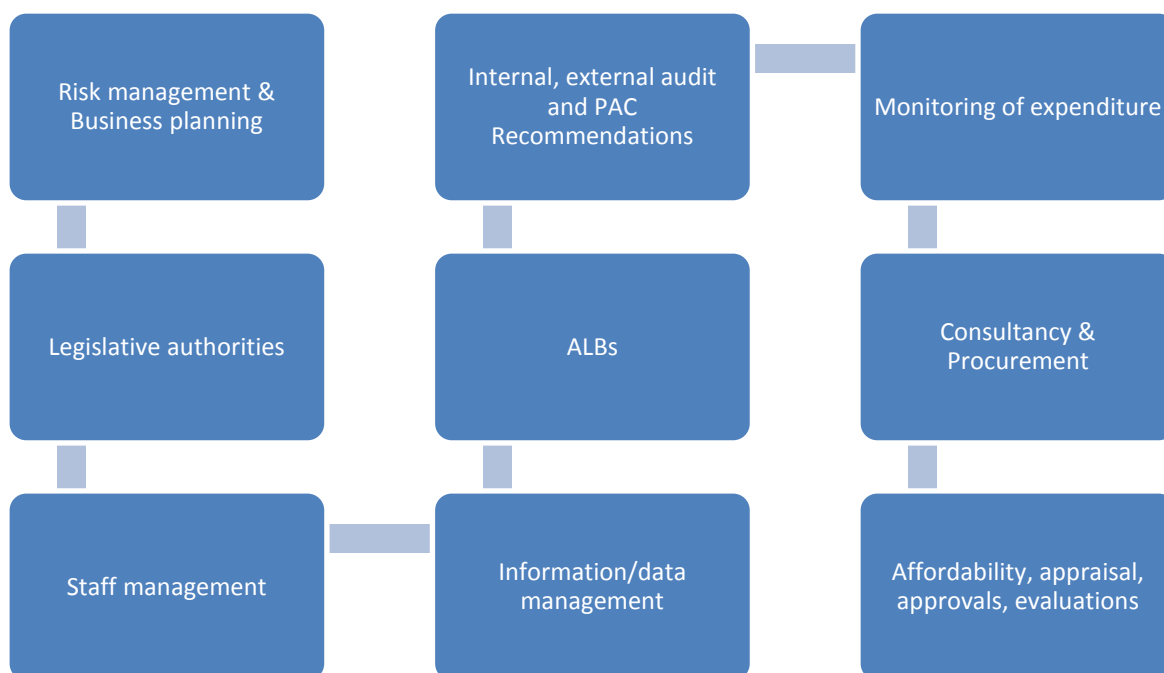 Risk management &
Business planning
Legislative authorities
Staff management
Information/data
management
ALBs
Internal, external audit
and PAC
Recommendations
Monitoring of expenditure
Consultancy &
Procurement
Affordability, appraisal,
approvals, evaluations